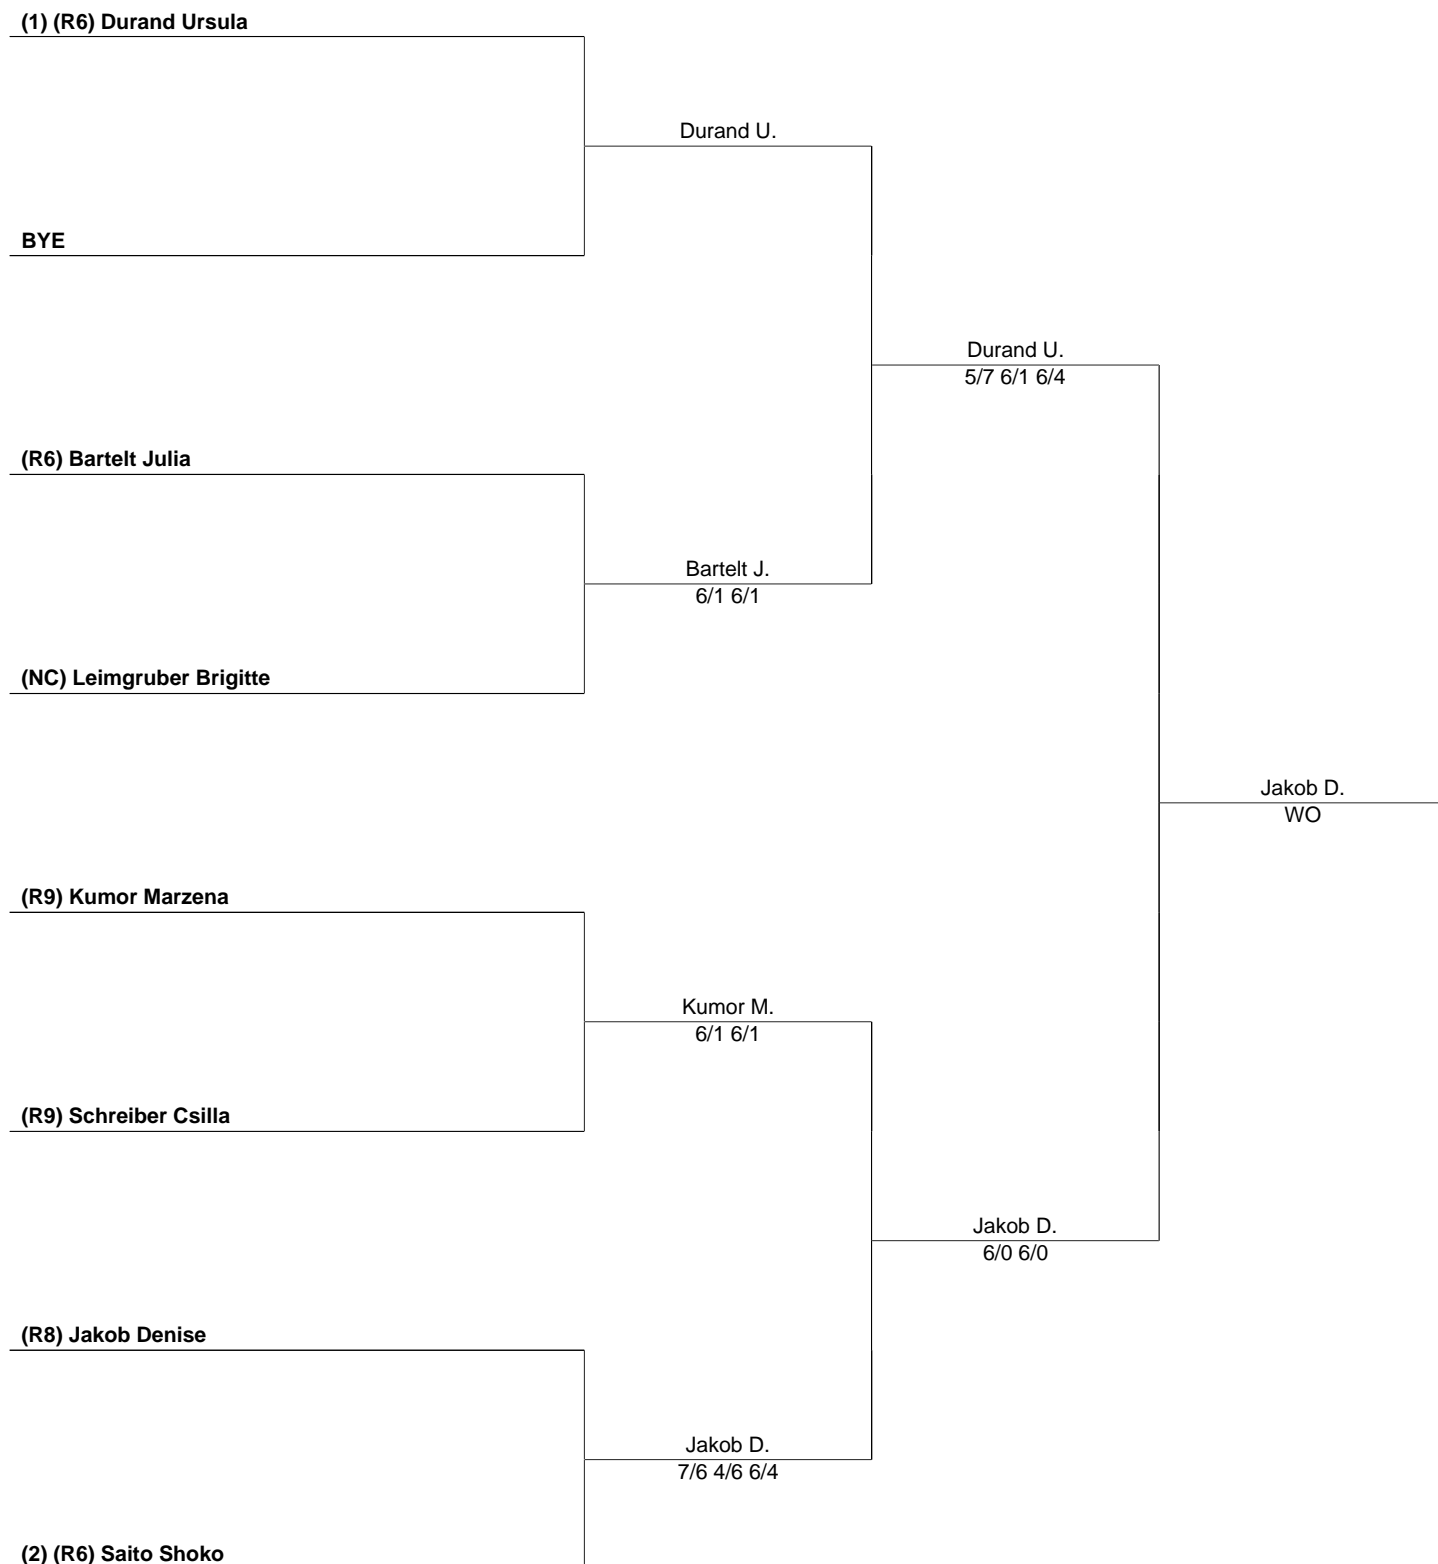 (1) (R6) Durand Ursula
Durand U.
BYE
Durand U.
5/7 6/1 6/4
(R6) Bartelt Julia
Bartelt J.
6/1 6/1
(NC) Leimgruber Brigitte
Jakob D.
WO
(R9) Kumor Marzena
Kumor M.
6/1 6/1
(R9) Schreiber Csilla
Jakob D.
6/0 6/0
(R8) Jakob Denise
Jakob D.
7/6 4/6 6/4
(2) (R6) Saito Shoko